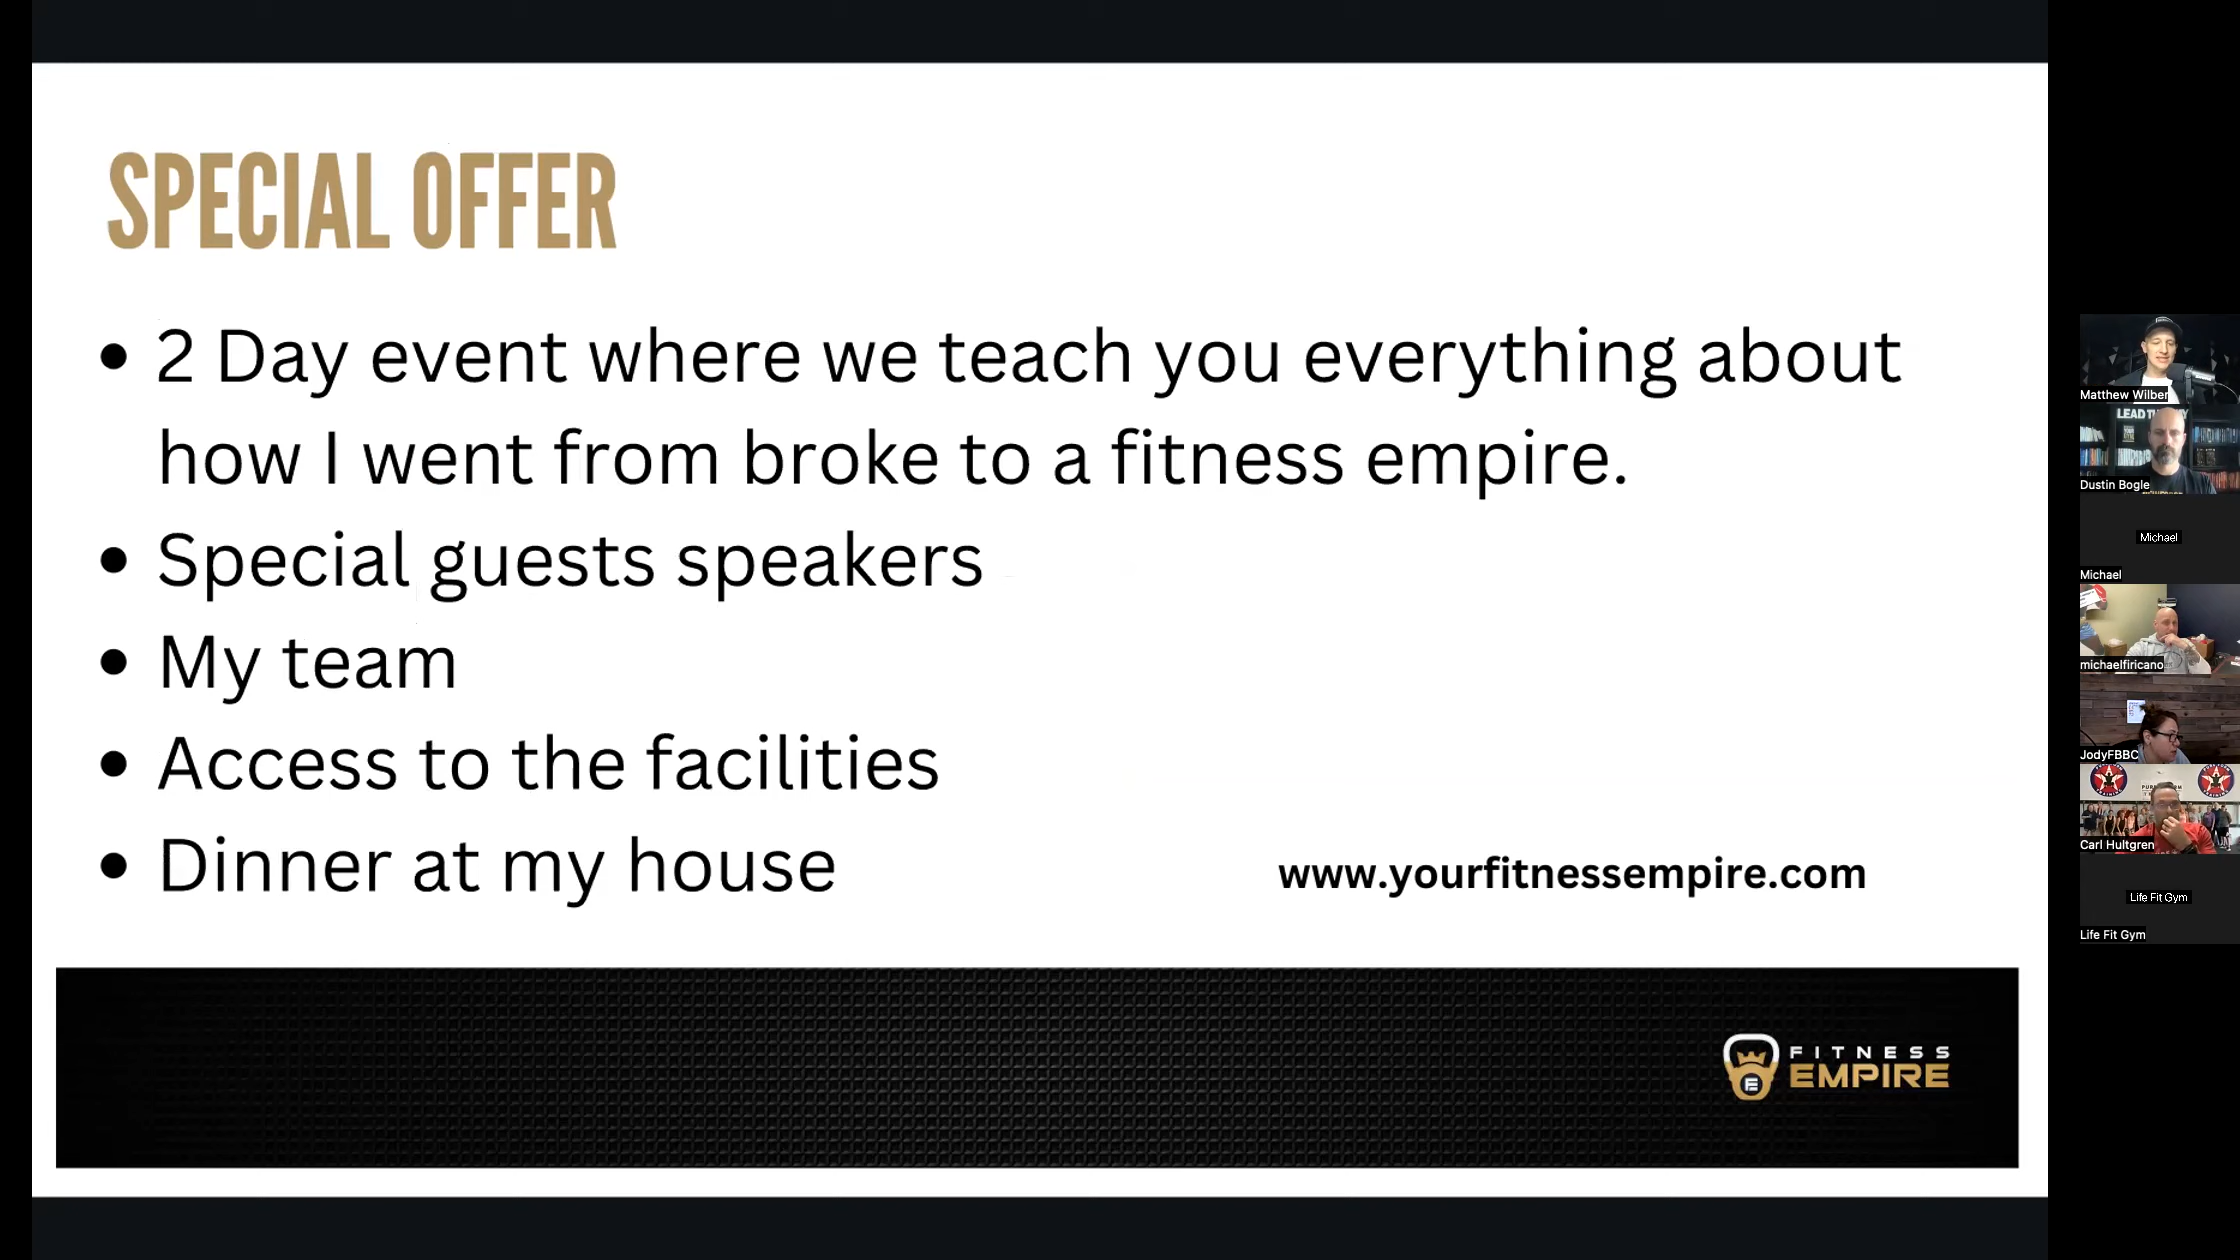 SPECIAL OFFER
• 2 Day event where we teach you everything about
how I went from broke to a fitness empire.
• Special guests speakers
• My team
• Access to the facilities
• Dinner at my house
www.yourfitnessempire.com
FITNESS
EMPIRE
Matthew Wilber
LEAD
Dustin Bogle
Michael
Michael
michaelfiricano
JodyFBBC
Carl Hultgren
Life Fit Gym
Life Fit Gym